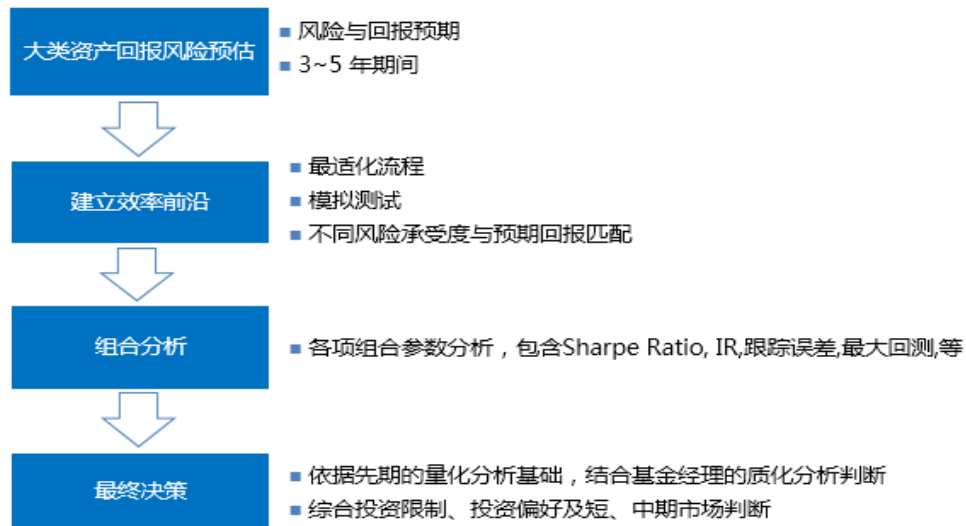 大类资产回报风险预估
■ 风险与回报预期
■ 3~5 年期间
建立效率前沿
■ 最适化流程
■ 模拟测试
■ 不同风险承受度与预期回报匹配
组合分析
■ 各项组合参数分析，包含Sharpe Ratio, IR,跟踪误差,最大回测,等
最终决策
■ 依据先期的量化分析基础，结合基金经理的质化分析判断
■ 综合投资限制、投资偏好及短、中期市场判断